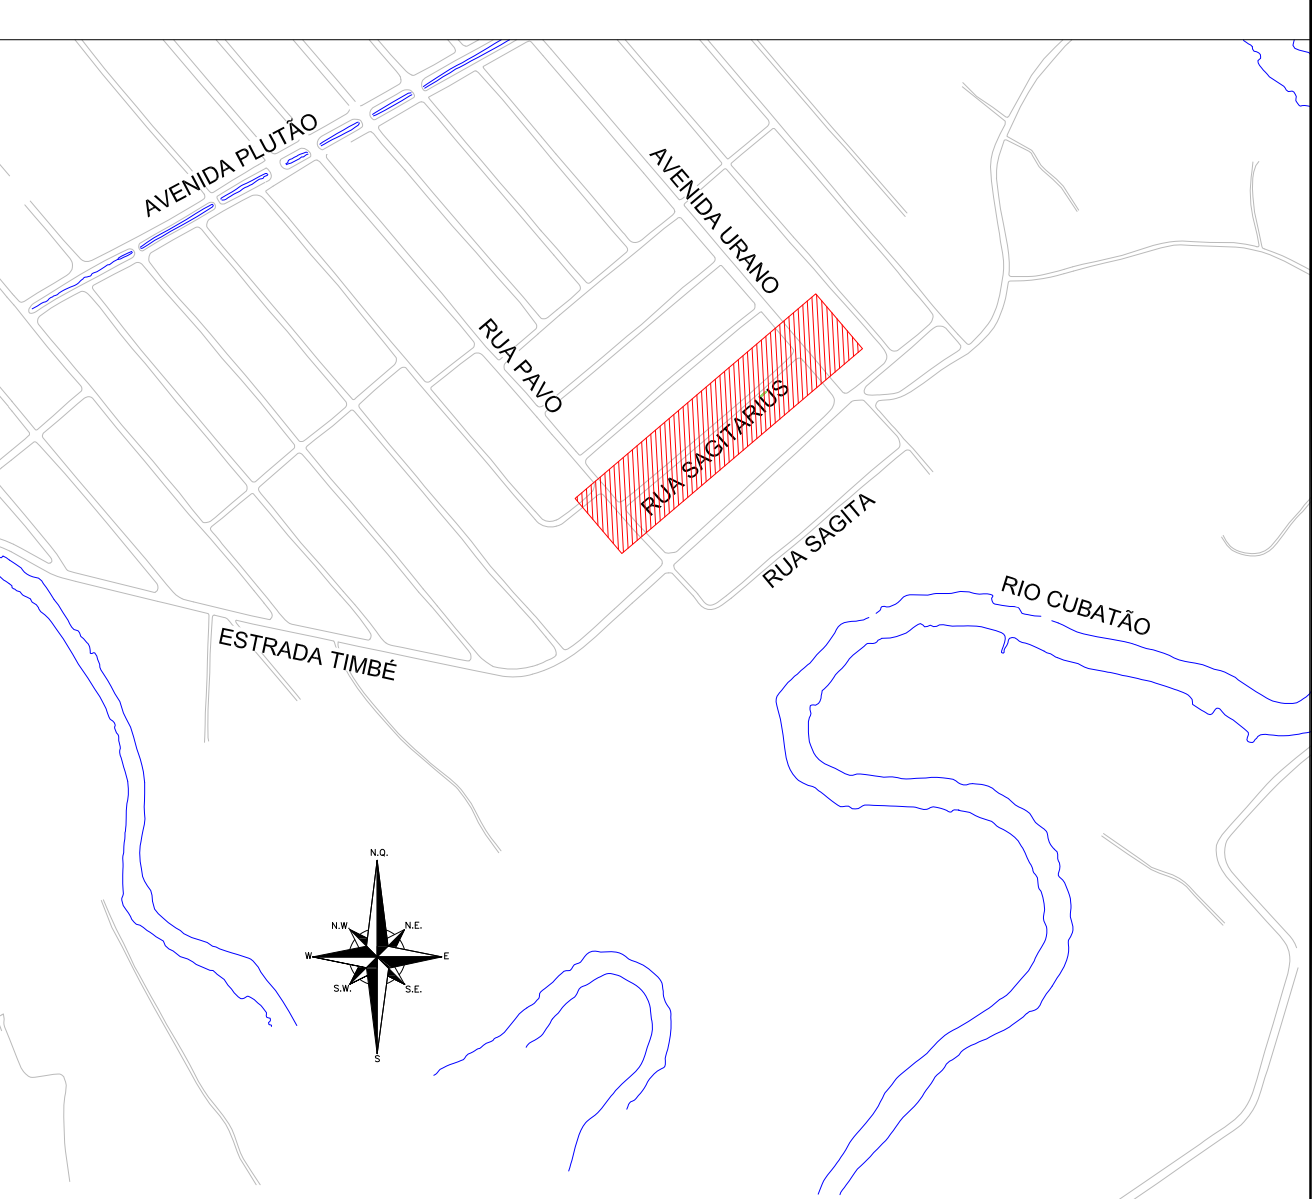 AVENIDA PLUTÃO
AVENIDA URANO
RUA PAVO
RUA SAGITARIUS
RUA SAGITA
RIO CUBATÃO
ESTRADA TIMBÉ
N.Q.
N.W
N.E.
W
E
S.W.
S.E.
S